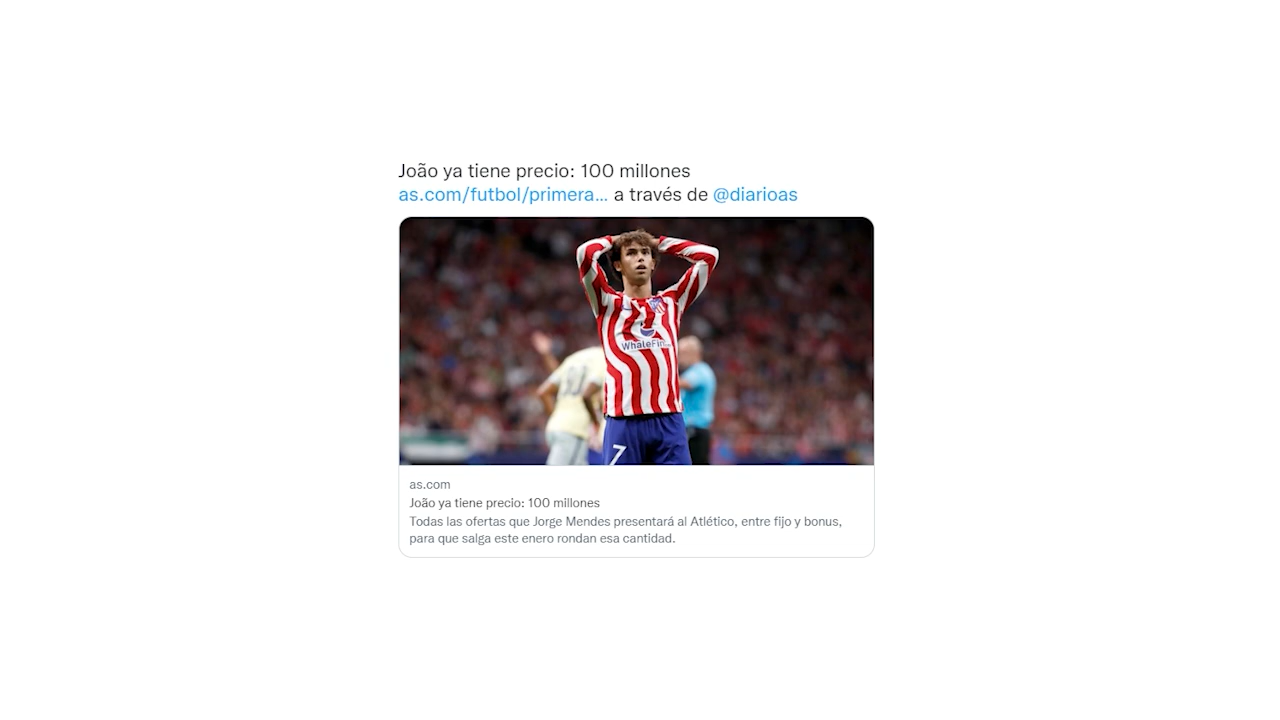 João ya tiene precio: 100 millones
as.com/futbol/primera... a través de @diarioas
WhaleFin
7
as.com
João ya tiene precio: 100 millones
Todas las ofertas que Jorge Mendes presentará al Atlético, entre fijo y bonus,
para que salga este enero rondan esa cantidad.